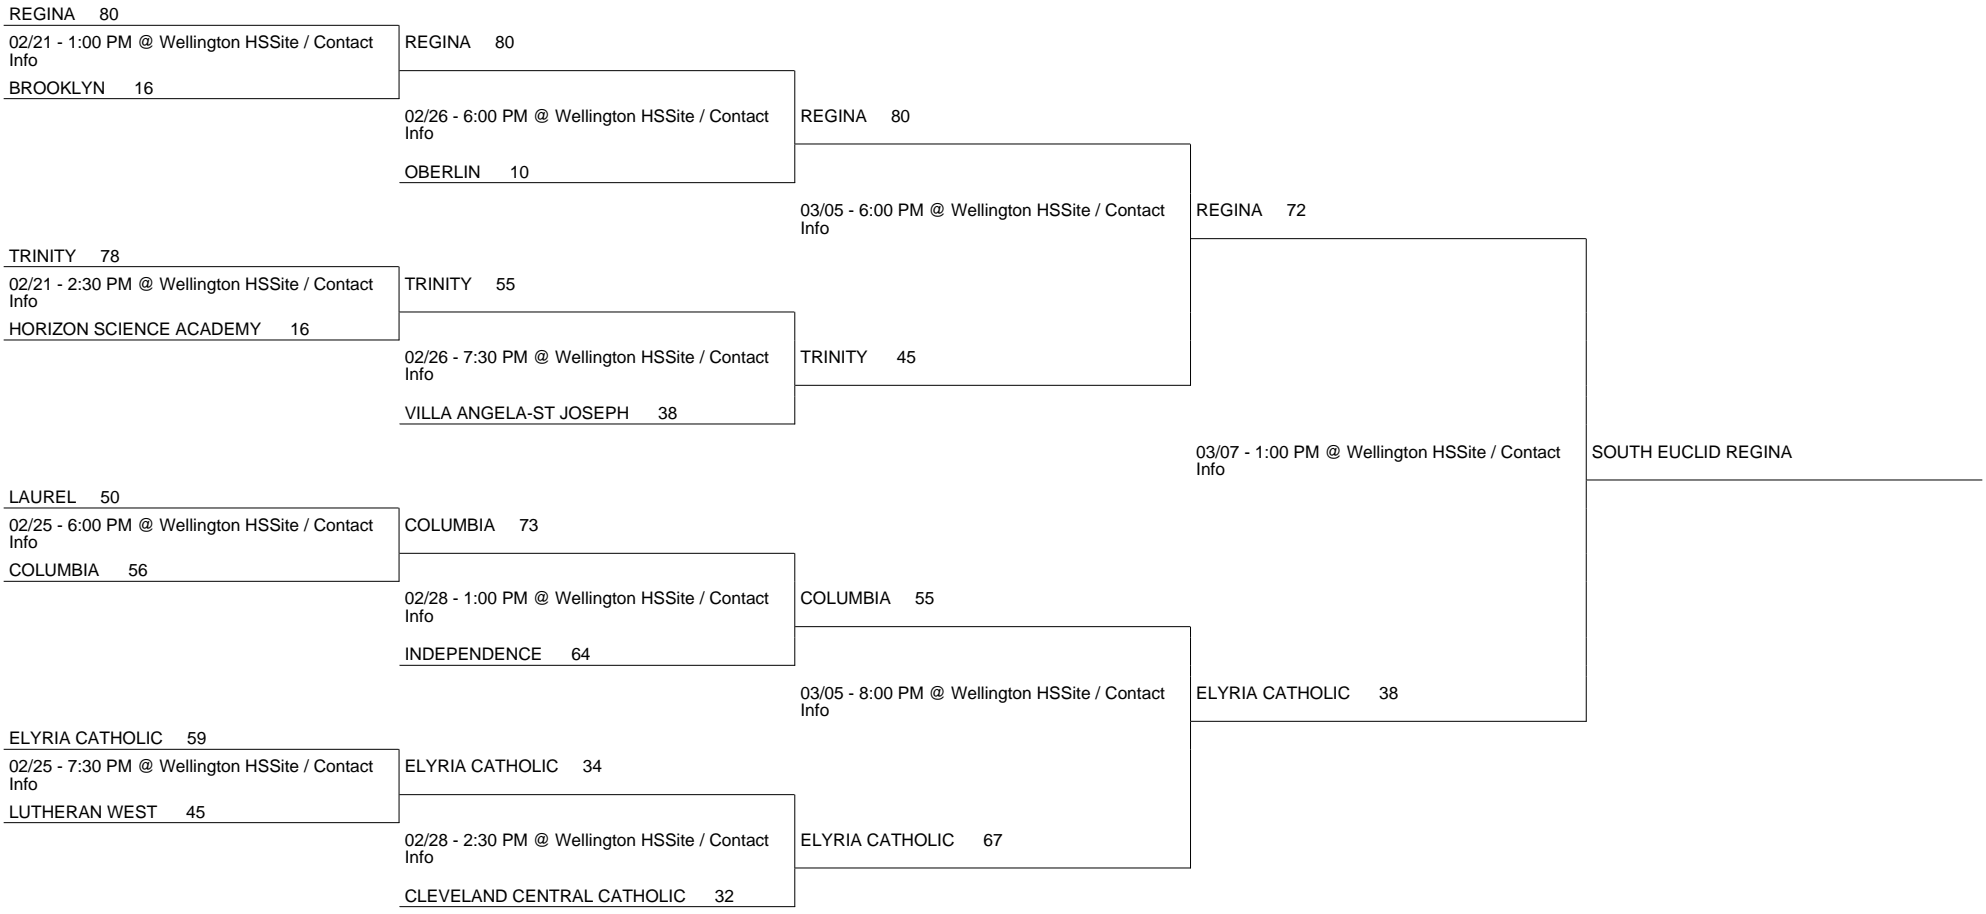 REGINA 80
02/21 - 1:00 PM @ Wellington HSSite / Contact
Info
BROOKLYN 16
REGINA 80
02/26 - 6:00 PM @ Wellington HSSite / Contact
Info
OBERLIN 10
REGINA 80
03/05 - 6:00 PM @ Wellington HSSite / Contact
Info
REGINA 72
TRINITY 78
02/21 - 2:30 PM @ Wellington HSSite / Contact
Info
HORIZON SCIENCE ACADEMY 16
TRINITY 55
02/26 - 7:30 PM @ Wellington HSSite / Contact
Info
VILLA ANGELA-ST JOSEPH 38
TRINITY 45
03/07 - 1:00 PM @ Wellington HSSite / Contact
Info
SOUTH EUCLID REGINA
LAUREL 50
02/25 - 6:00 PM @ Wellington HSSite / Contact
Info
COLUMBIA 56
COLUMBIA 73
02/28 - 1:00 PM @ Wellington HSSite / Contact
Info
INDEPENDENCE 64
COLUMBIA 55
03/05 - 8:00 PM @ Wellington HSSite / Contact
Info
ELYRIA CATHOLIC 38
ELYRIA CATHOLIC 59
02/25 - 7:30 PM @ Wellington HSSite / Contact
Info
LUTHERAN WEST 45
ELYRIA CATHOLIC 34
02/28 - 2:30 PM @ Wellington HSSite / Contact
Info
CLEVELAND CENTRAL CATHOLIC 32
ELYRIA CATHOLIC 67